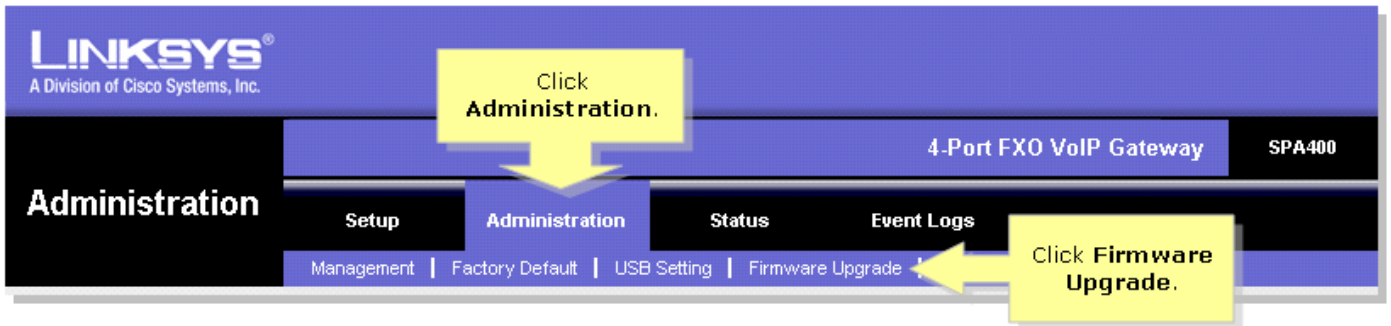 LINKSYS®
A Division of Cisco Systems, Inc.
Click
Administration.
4-Port FXO VoIP Gateway
SPA400
Administration
Setup
Administration
Status
Event Logs
Management | Factory Default | USB Setting | Firmware Upgrade |
Click Firmware
Upgrade.